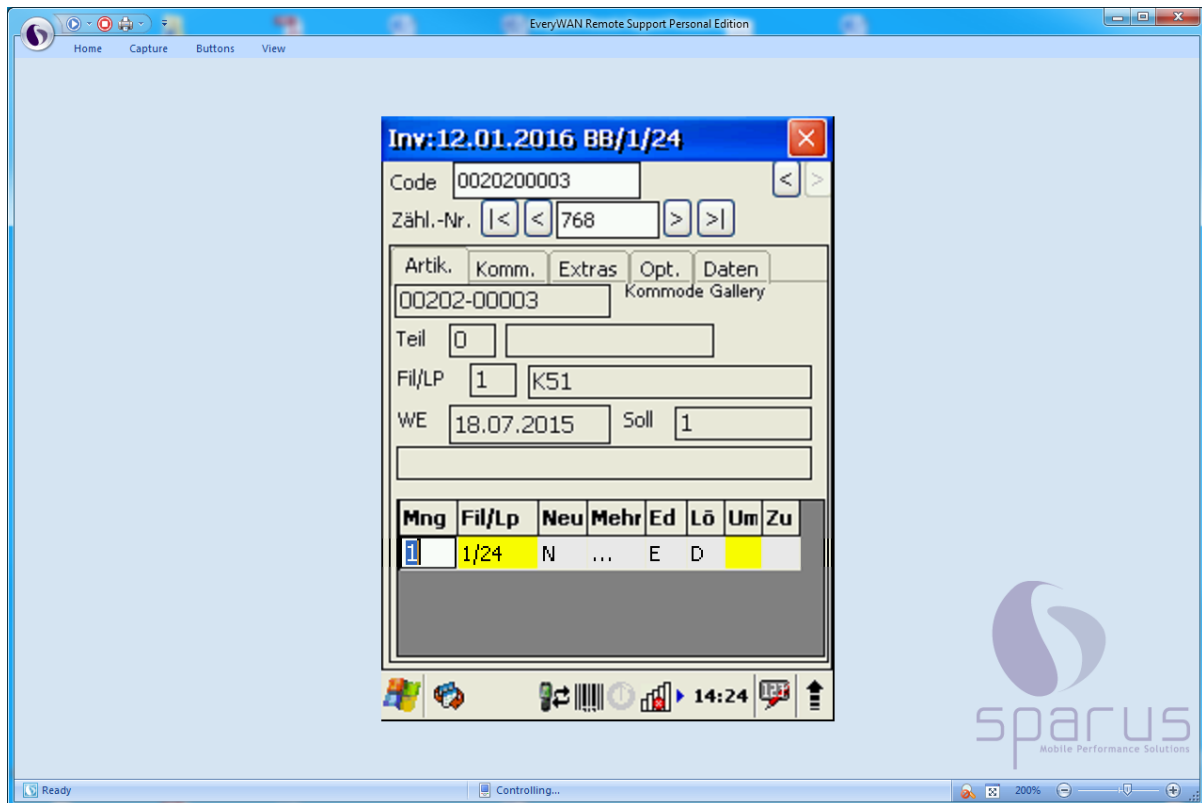 EveryWAN Remote Support Personal Edition
Home Capture Buttons View
Inv:12.01.2016 BB/1/24
Code 0020200003 < >
Zähl.-Nr. |< < 768 > >|
Artik. Komm. Extras Opt. Daten
00202-00003 Kommode Gallery
Teil 0
Fil/LP 1 K51
WE 18.07.2015 Soll 1
Mng Fil/Lp Neu Mehr Ed Lö Um Zu
1 1/24 N ... E D
14:24 123
sparus
Mobile Performance Solutions
Ready Controlling... 200%